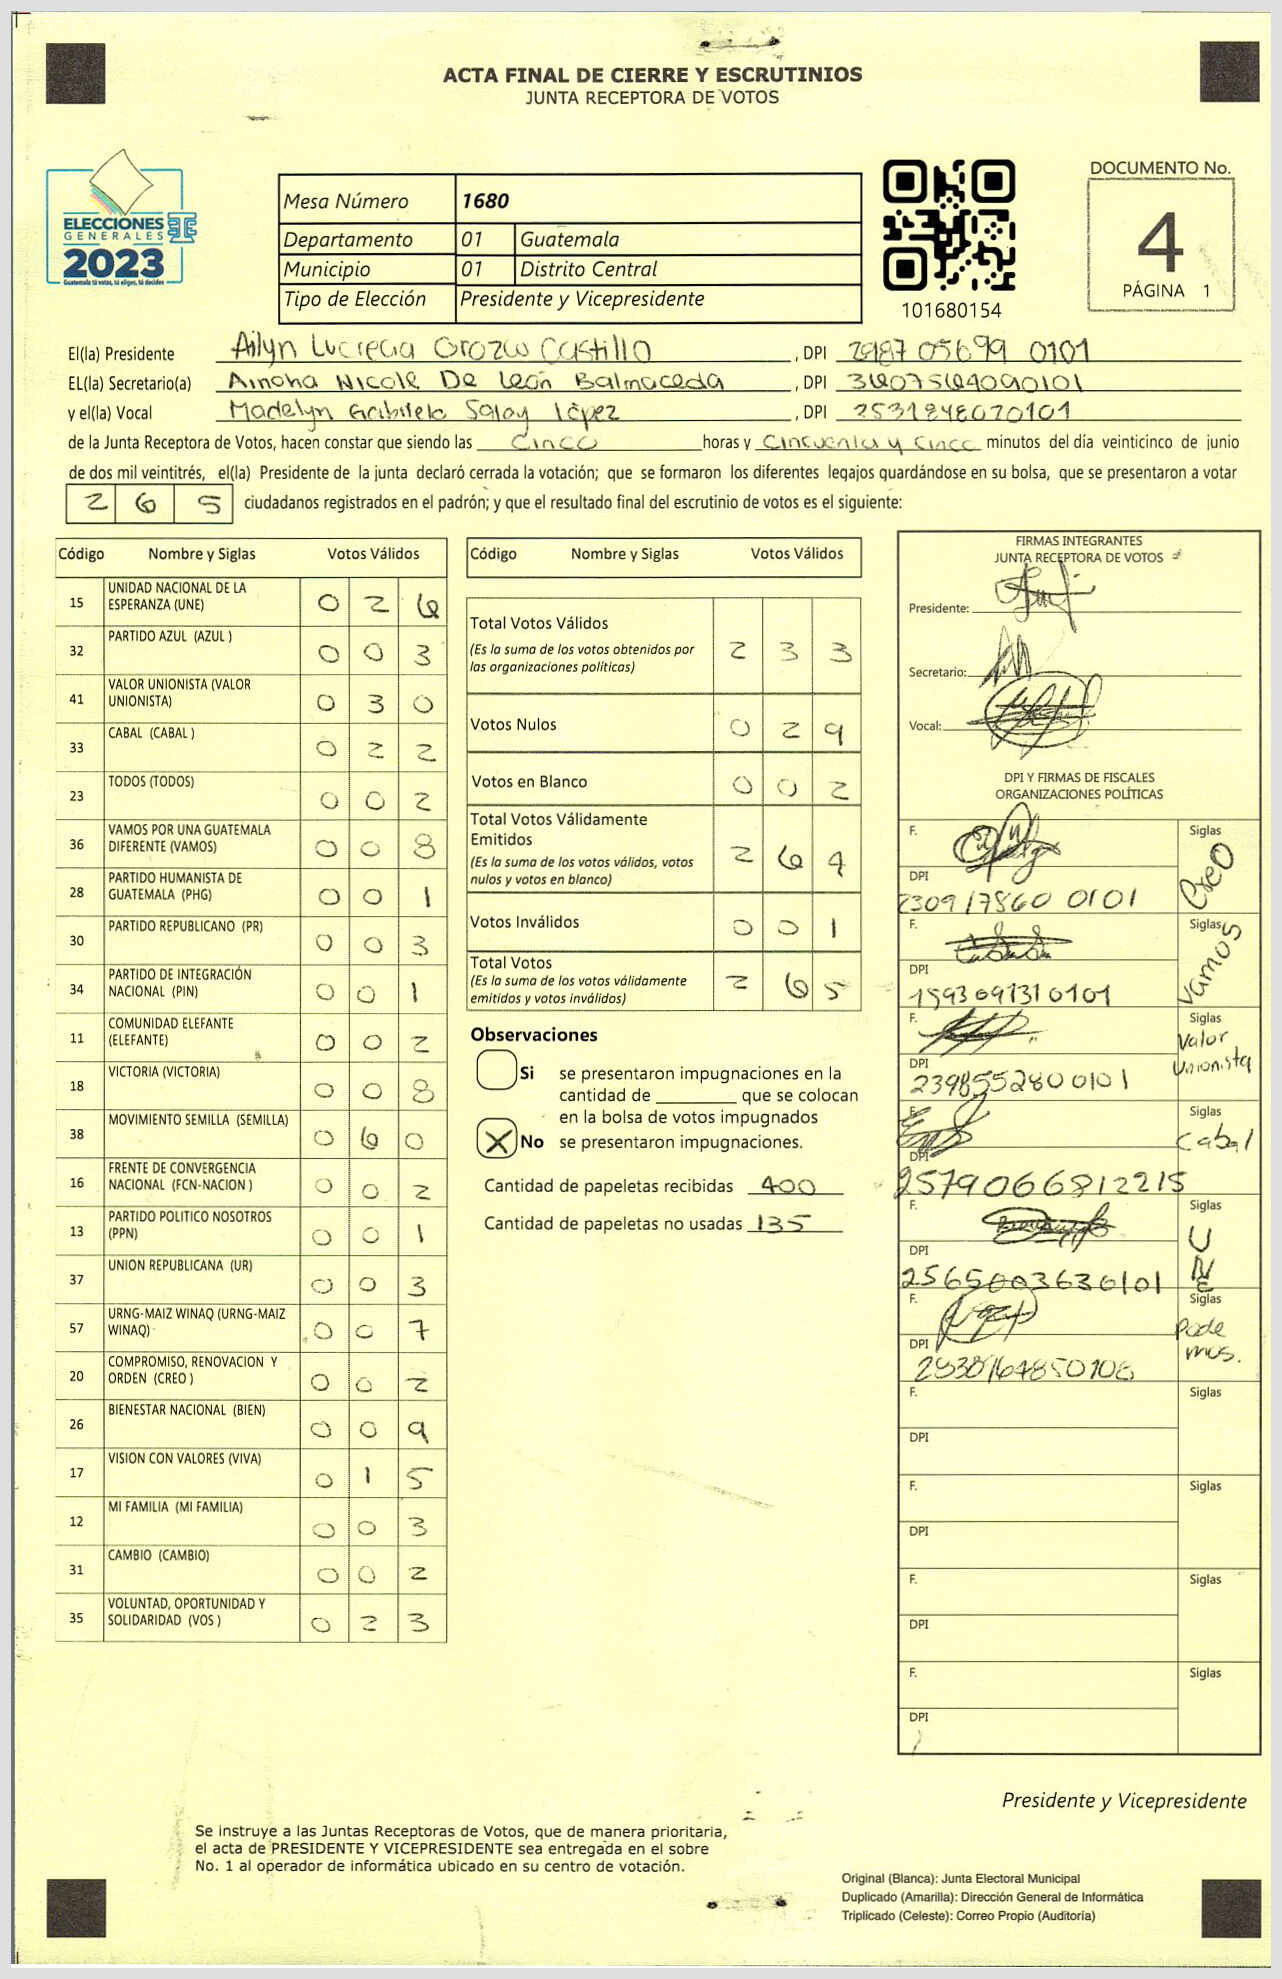 ACTA FINAL DE CIERRE Y ESCRUTINIOS
JUNTA RECEPTORA DE VOTOS
ELECCIONES
GENERALES
2023
Guatemala tú votas, tú eliges, tú decides
Mesa Número 1680
Departamento 01 Guatemala
Municipio 01 Distrito Central
Tipo de Elección Presidente y Vicepresidente
101680154
DOCUMENTO No.
4
PÁGINA 1
El(la) Presidente Ailyn Lucrecia Orozco Castillo, DPI 2987 05699 0101
EL(la) Secretario(a) Ainoha Nicole De León Balmaceda, DPI 3607564090101
y el(la) Vocal Madelyn Gabriela Saloy López, DPI 2531848070101
de la Junta Receptora de Votos, hacen constar que siendo las cinco horas y cincuenta y cinco minutos del día veinticinco de junio
de dos mil veintitrés, el(la) Presidente de la junta declaró cerrada la votación; que se formaron los diferentes legajos quardándose en su bolsa, que se presentaron a votar
2 6 5 ciudadanos registrados en el padrón; y que el resultado final del escrutinio de votos es el siguiente:
Código Nombre y Siglas Votos Válidos
15 UNIDAD NACIONAL DE LA ESPERANZA (UNE) 0 2 6
32 PARTIDO AZUL (AZUL ) 0 0 3
41 VALOR UNIONISTA (VALOR UNIONISTA) 0 3 0
33 CABAL (CABAL ) 0 2 2
23 TODOS (TODOS) 0 0 2
36 VAMOS POR UNA GUATEMALA DIFERENTE (VAMOS) 0 0 8
28 PARTIDO HUMANISTA DE GUATEMALA (PHG) 0 0 1
30 PARTIDO REPUBLICANO (PR) 0 0 3
34 PARTIDO DE INTEGRACIÓN NACIONAL (PIN) 0 0 1
11 COMUNIDAD ELEFANTE (ELEFANTE) 0 0 2
18 VICTORIA (VICTORIA) 0 0 8
38 MOVIMIENTO SEMILLA (SEMILLA) 0 6 0
16 FRENTE DE CONVERGENCIA NACIONAL (FCN-NACION ) 0 0 2
13 PARTIDO POLITICO NOSOTROS (PPN) 0 0 1
37 UNION REPUBLICANA (UR) 0 0 3
57 URNG-MAIZ WINAQ (URNG-MAIZ WINAQ) 0 0 7
20 COMPROMISO, RENOVACION Y ORDEN (CREO ) 0 0 2
26 BIENESTAR NACIONAL (BIEN) 0 0 9
17 VISION CON VALORES (VIVA) 0 1 5
12 MI FAMILIA (MI FAMILIA) 0 0 3
31 CAMBIO (CAMBIO) 0 0 2
35 VOLUNTAD, OPORTUNIDAD Y SOLIDARIDAD (VOS ) 0 2 3
Código Nombre y Siglas Votos Válidos
Total Votos Válidos 2 3 3
(Es la suma de los votos obtenidos por
las organizaciones políticas)
Votos Nulos 0 2 9
Votos en Blanco 0 0 2
Total Votos Válidamente
Emitidos 2 6 4
(Es la suma de los votos válidos, votos
nulos y votos en blanco)
Votos Inválidos 0 0 1
Total Votos 2 6 5
(Es la suma de los votos válidamente
emitidos y votos inválidos)
Observaciones
Si se presentaron impugnaciones en la
cantidad de ________ que se colocan
en la bolsa de votos impugnados
X No se presentaron impugnaciones.
Cantidad de papeletas recibidas 400
Cantidad de papeletas no usadas 135
FIRMAS INTEGRANTES
JUNTA RECEPTORA DE VOTOS
Presidente:
Secretario:
Vocal:
DPI Y FIRMAS DE FISCALES
ORGANIZACIONES POLÍTICAS
F. Siglas Creo
DPI
2309 17860 0101
F. Siglas Vamos
DPI
1593091310101
F. Siglas Valor Unionista
DPI
2398552800101
F. Siglas Cabal
DPI
2579066812215
F. Siglas UNE
DPI
2565003630101
F. Siglas Pode mos.
DPI
F. Siglas
DPI
F. Siglas
DPI
F. Siglas
DPI
F. Siglas
DPI
Presidente y Vicepresidente
Se instruye a las Juntas Receptoras de Votos, que de manera prioritaria,
el acta de PRESIDENTE Y VICEPRESIDENTE sea entregada en el sobre
No. 1 al operador de informática ubicado en su centro de votación.
Original (Blanca): Junta Electoral Municipal
Duplicado (Amarilla): Dirección General de Informática
Triplicado (Celeste): Correo Propio (Auditoría)